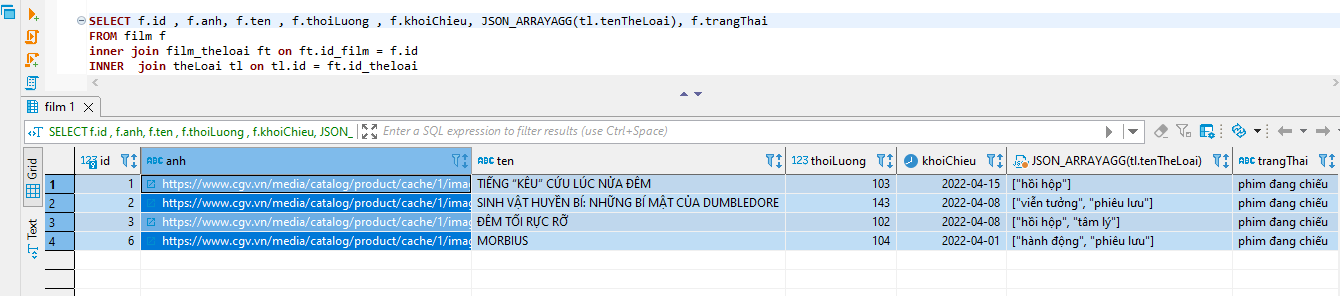 SELECT f.id , f.anh, f.ten , f.thoiLuong , f.khoiChieu, JSON_ARRAYAGG(tl.tenTheLoai), f.trangThai
FROM film f
inner join film_theloai ft on ft.id_film = f.id
INNER  join theLoai tl on tl.id = ft.id_theloai
film 1
SELECT f.id , f.anh, f.ten , f.thoiLuong , f.khoiChieu, JSON_ Enter a SQL expression to filter results (use Ctrl+Space)
Grid
Text
123 id ABC anh ABC ten 123 thoiLuong khoiChieu JSON_ARRAYAGG(tl.tenTheLoai) ABC trangThai
1 1 https://www.cgv.vn/media/catalog/product/cache/1/imag TIẾNG “KÊU” CỨU LÚC NỬA ĐÊM 103 2022-04-15 ["hồi hộp"] phim đang chiếu
2 2 https://www.cgv.vn/media/catalog/product/cache/1/imag SINH VẬT HUYỀN BÍ: NHỮNG BÍ MẬT CỦA DUMBLEDORE 143 2022-04-08 ["viễn tưởng", "phiêu lưu"] phim đang chiếu
3 3 https://www.cgv.vn/media/catalog/product/cache/1/imag ĐÊM TỐI RỰC RỠ 102 2022-04-08 ["hồi hộp", "tâm lý"] phim đang chiếu
4 6 https://www.cgv.vn/media/catalog/product/cache/1/imag MORBIUS 104 2022-04-01 ["hành động", "phiêu lưu"] phim đang chiếu